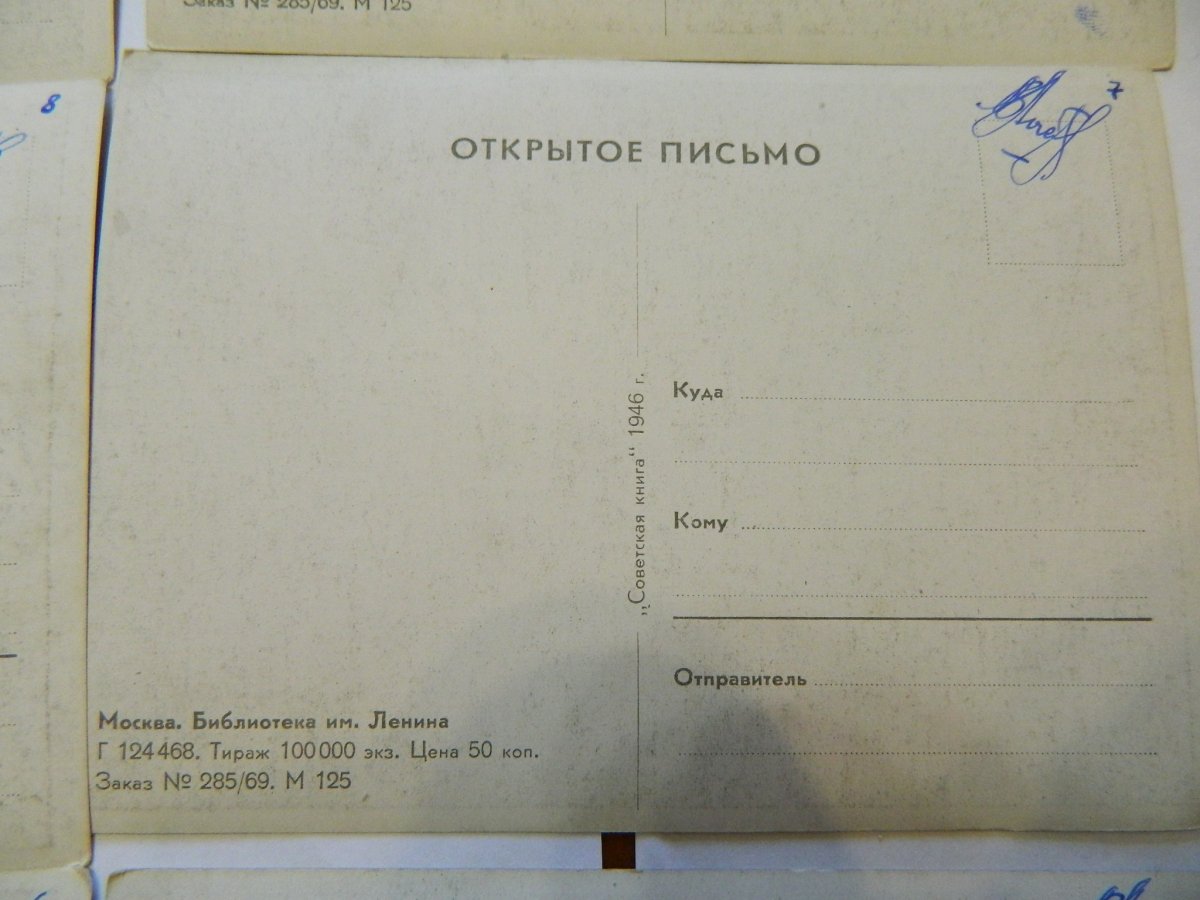 Заказ № 285/69. М 125
8
7
ОТКРЫТОЕ ПИСЬМО
„Советская книга“ 1946 г.
Куда
Кому
Отправитель
Москва. Библиотека им. Ленина
Г 124468. Тираж 100000 экз. Цена 50 коп.
Заказ № 285/69. М 125